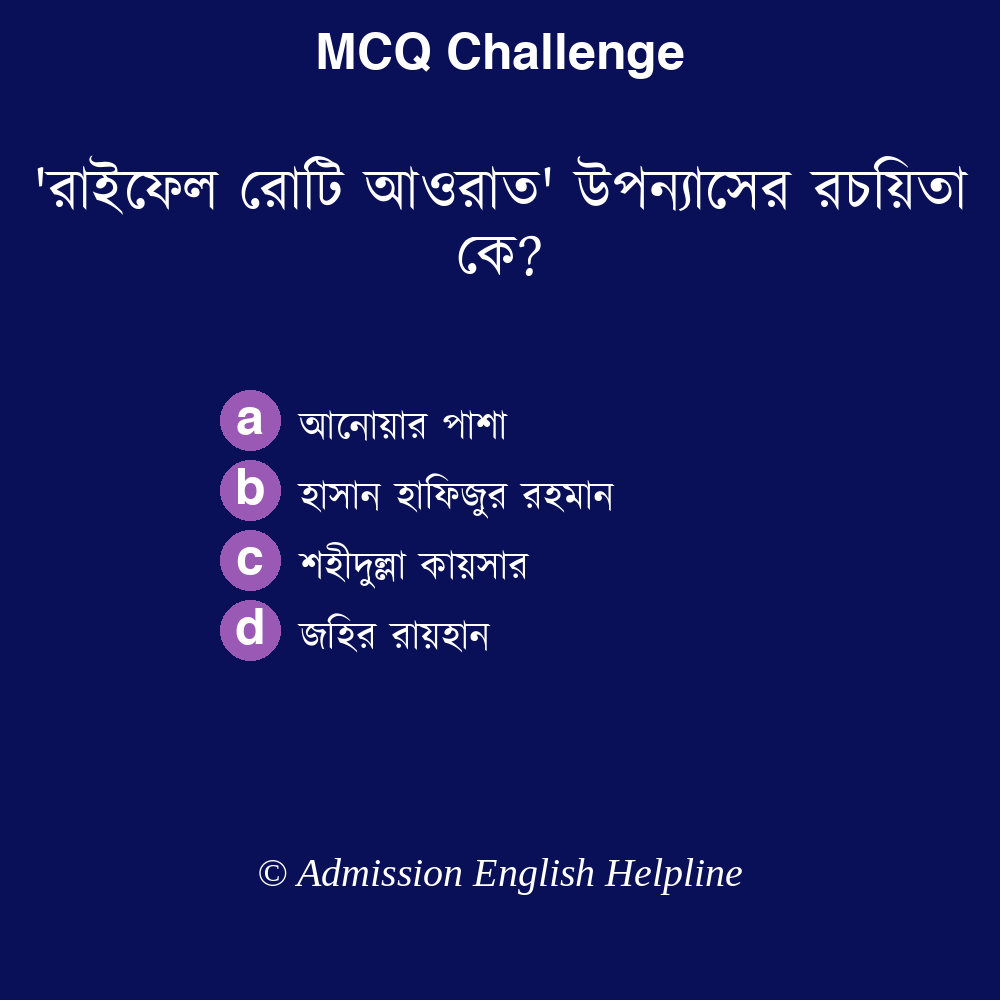 MCQ Challenge
'রাইফেল রোটি আওরাত' উপন্যাসের রচয়িতা
কে?
a আনোয়ার পাশা
b হাসান হাফিজুর রহমান
c শহীদুল্লা কায়সার
d জহির রায়হান
© Admission English Helpline